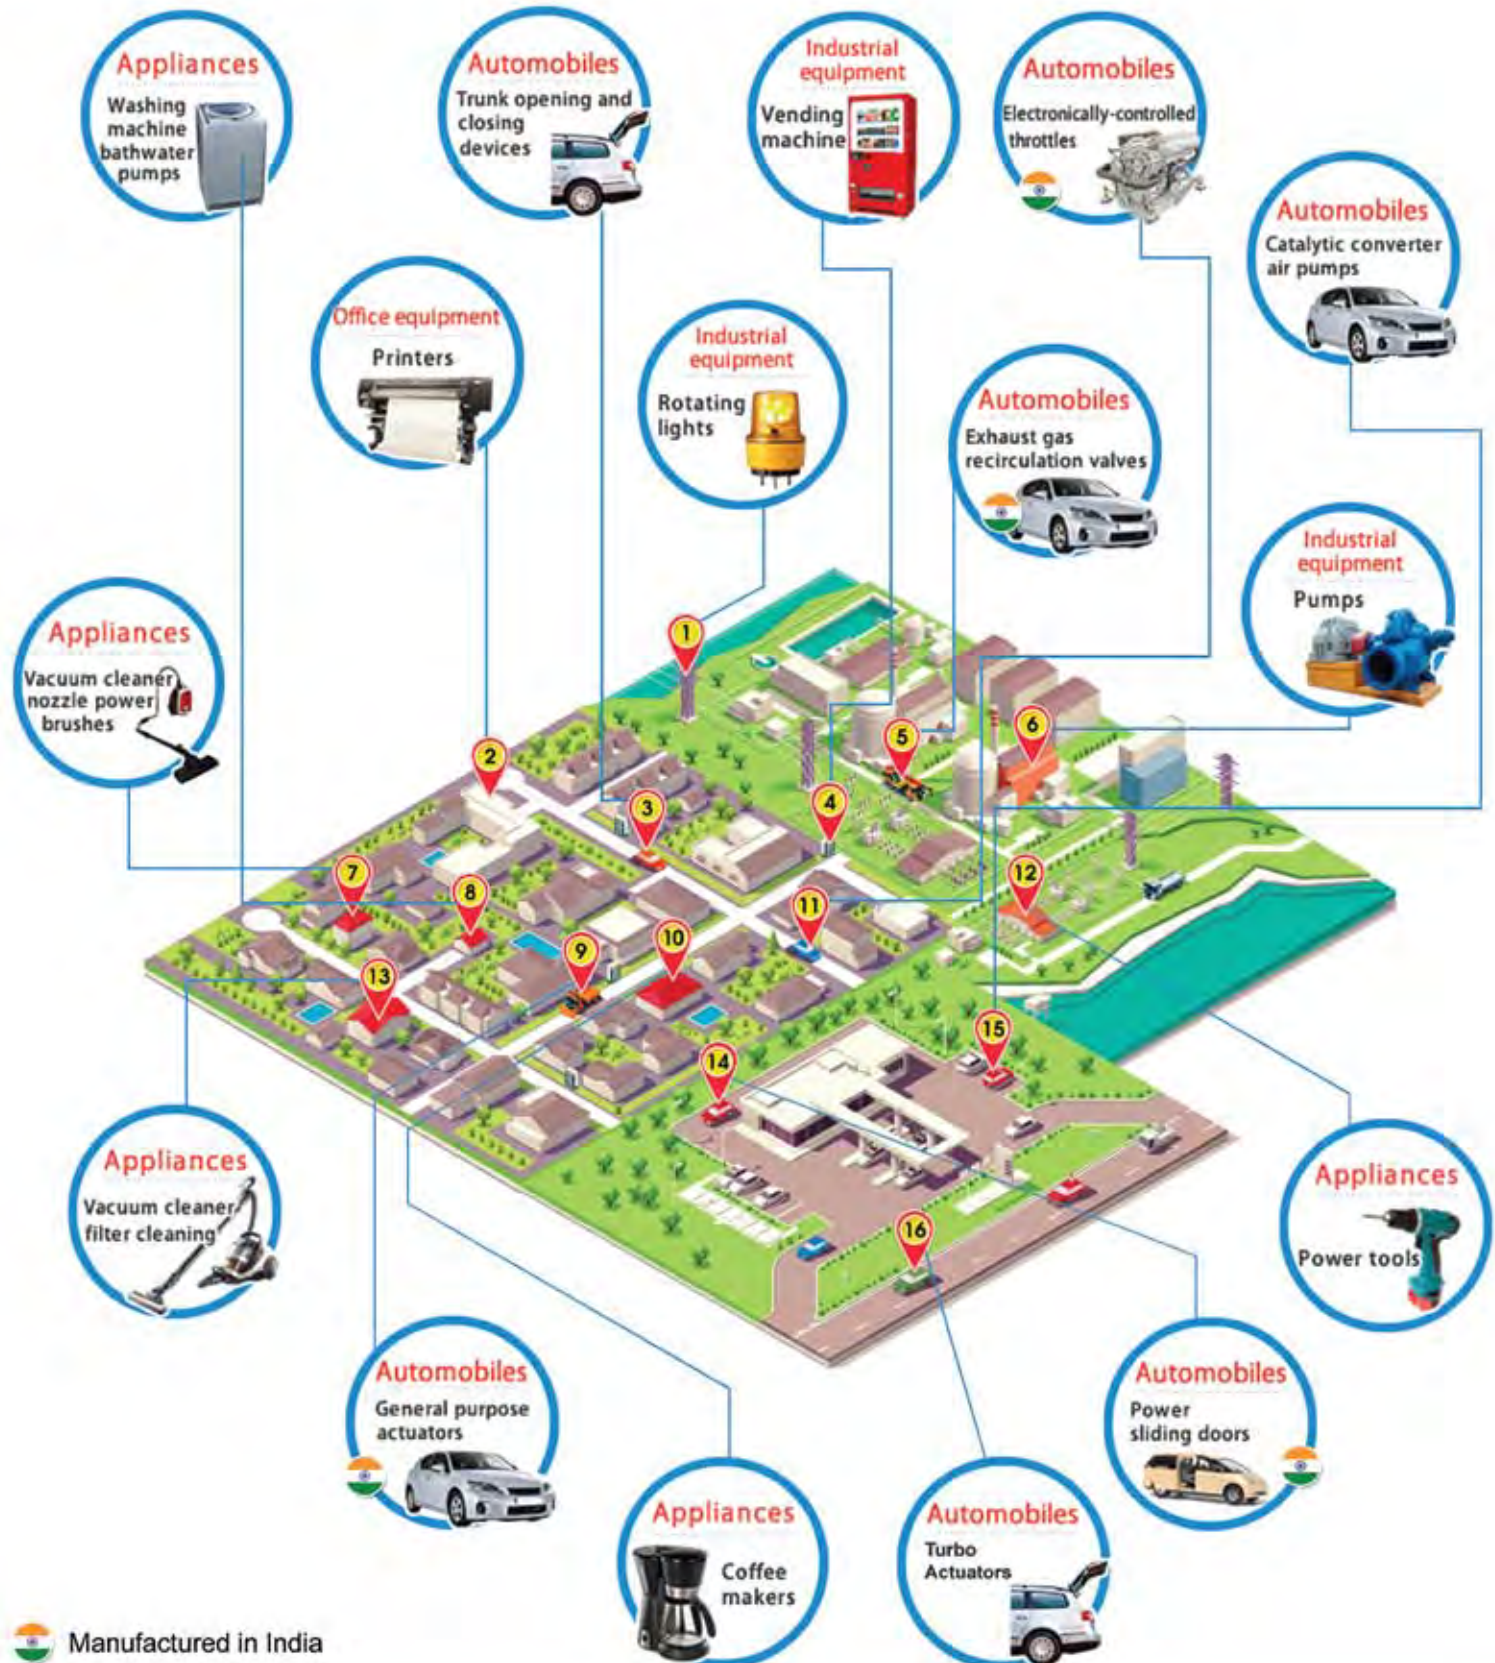 Appliances
Washing
machine
bathwater
pumps
Automobiles
Trunk opening and
closing
devices
Industrial
equipment
Vending
machine
Automobiles
Electronically-controlled
throttles
Automobiles
Catalytic converter
air pumps
Office equipment
Printers
Industrial
equipment
Rotating
lights
Automobiles
Exhaust gas
recirculation valves
Industrial
equipment
Pumps
Appliances
Vacuum cleaner
nozzle power
brushes
1
2
3
4
5
6
7
8
9
10
11
12
13
14
15
16
Appliances
Vacuum cleaner
filter cleaning
Appliances
Power tools
Automobiles
General purpose
actuators
Automobiles
Power
sliding doors
Appliances
Coffee
makers
Automobiles
Turbo
Actuators
Manufactured in India